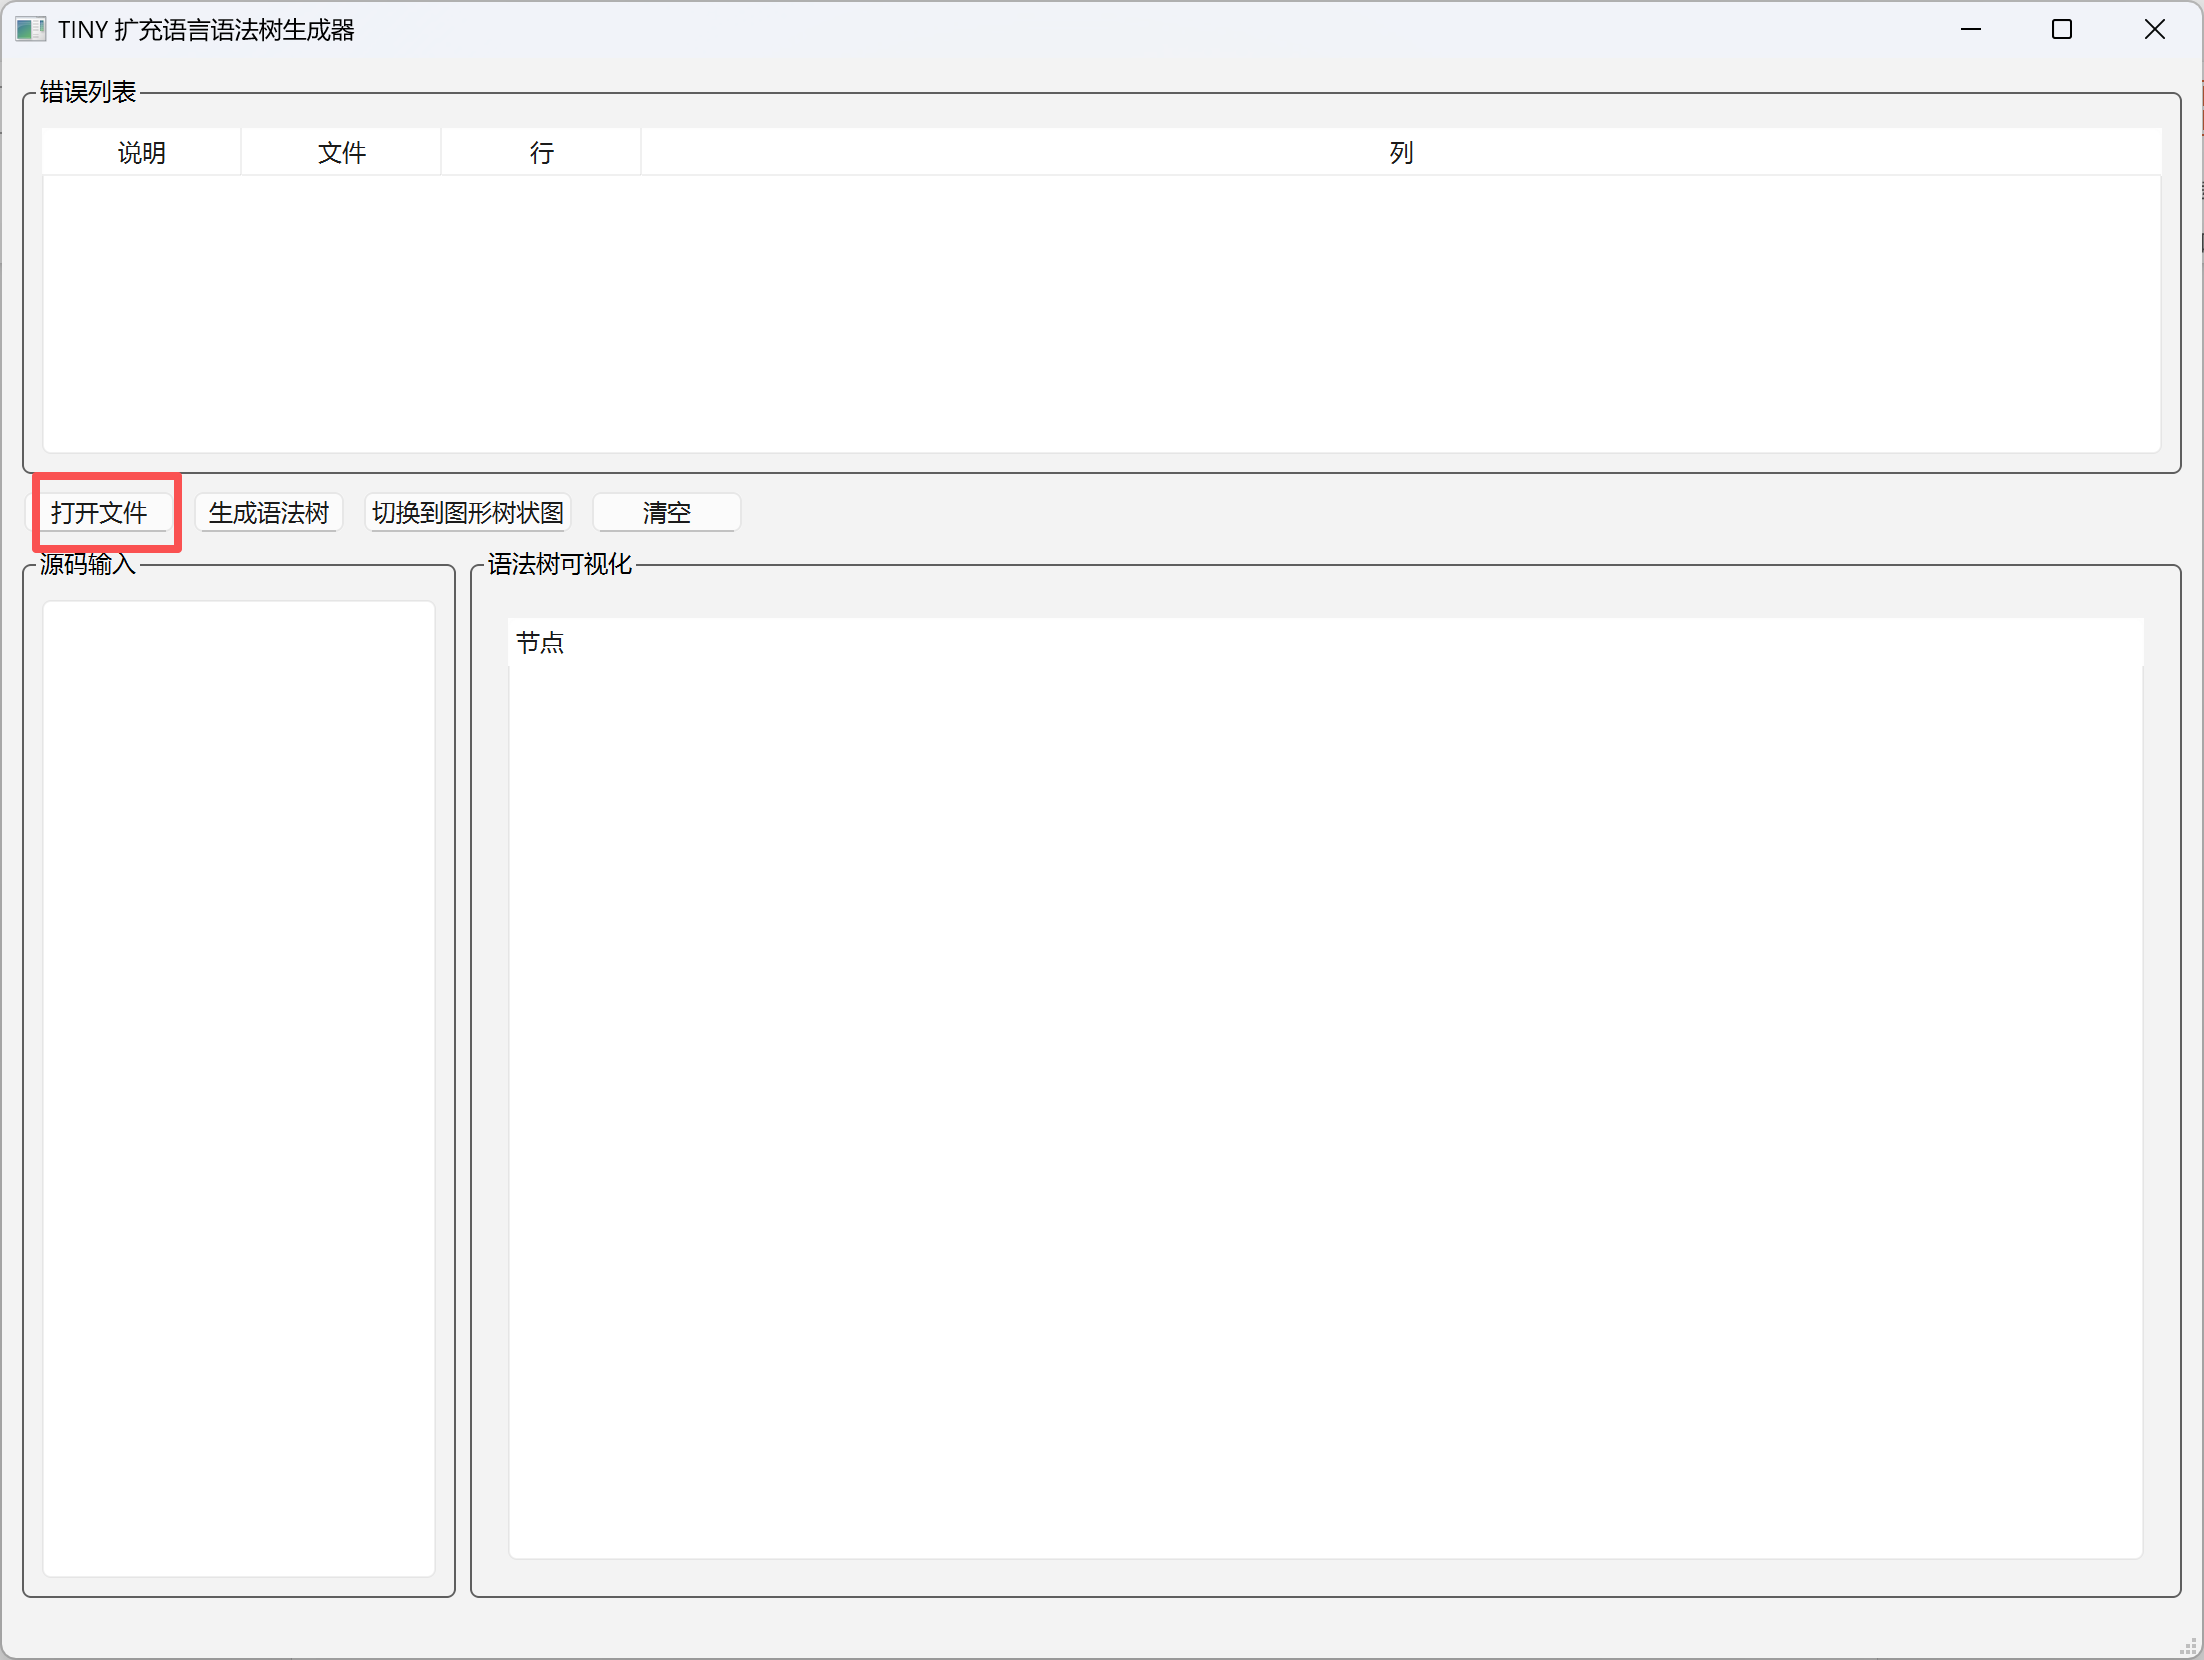 TINY 扩充语言语法树生成器
错误列表
说明 文件 行 列
打开文件 生成语法树 切换到图形树状图 清空
源码输入 语法树可视化
节点